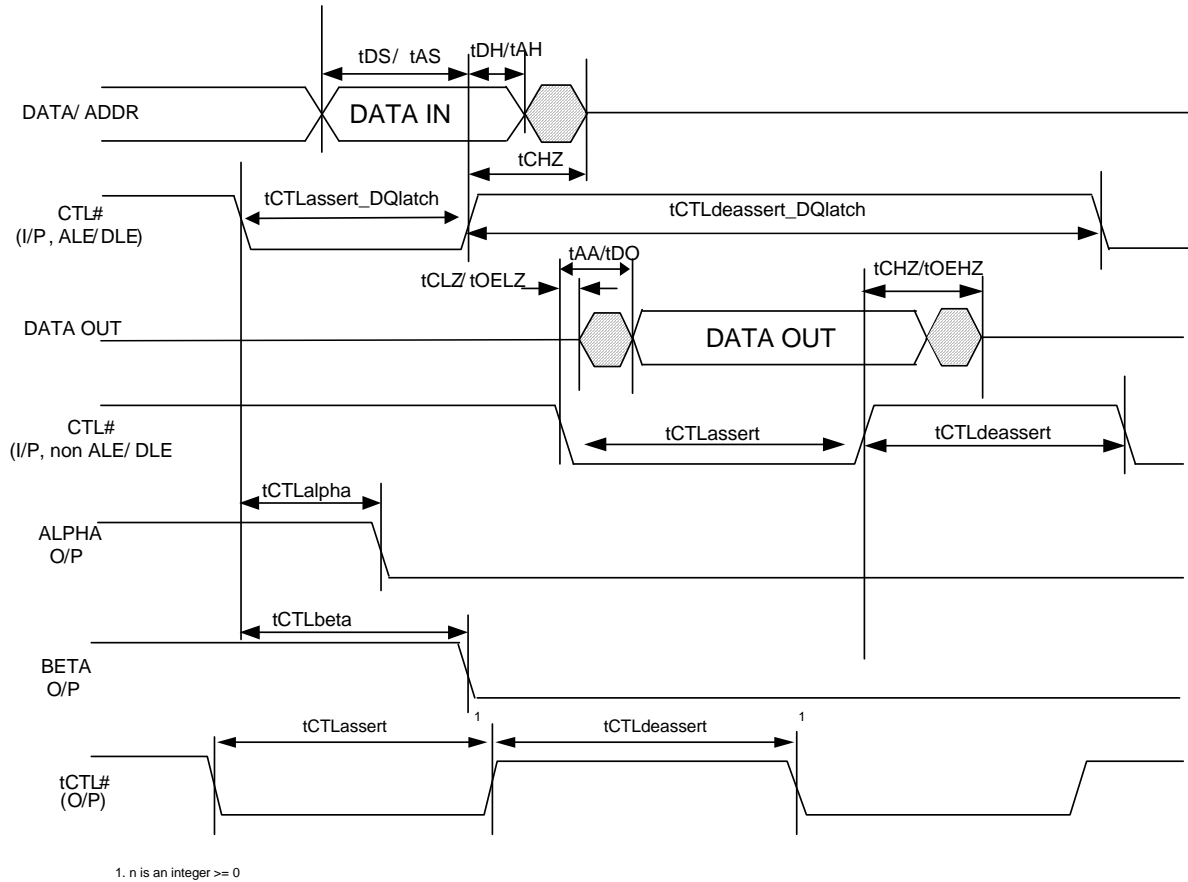 tDS/ tAS
tDH/tAH
DATA/ ADDR
DATA IN
tCHZ
tCTLassert_DQlatch
tCTLdeassert_DQlatch
CTL#
(I/P, ALE/ DLE)
tAA/tDO
tCLZ/ tOELZ
tCHZ/tOEHZ
DATA OUT
DATA OUT
CTL#
(I/P, non ALE/ DLE
tCTLassert
tCTLdeassert
tCTLalpha
ALPHA
O/P
tCTLbeta
BETA
O/P
tCTLassert 1
tCTLdeassert 1
tCTL#
(O/P)
1. n is an integer >= 0